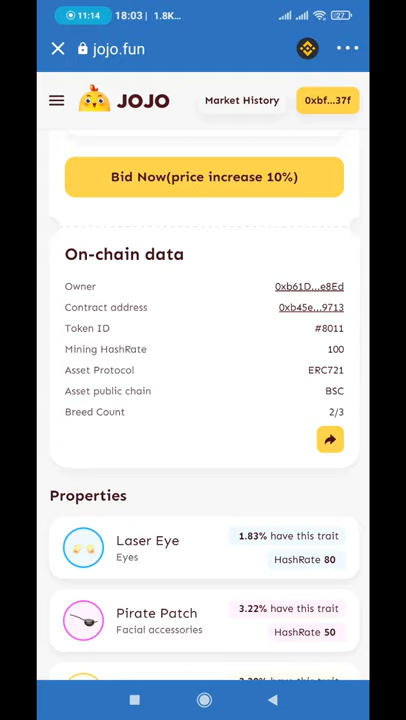 11:14 18:03 | 1.8K... 27
jojo.fun
JOJO Market History 0xbf...37f
Bid Now(price increase 10%)
On-chain data
Owner 0xb61D...e8Ed
Contract address 0xb45e...9713
Token ID #8011
Mining HashRate 100
Asset Protocol ERC721
Asset public chain BSC
Breed Count 2/3
Properties
Laser Eye 1.83% have this trait
Eyes HashRate 80
Pirate Patch 3.22% have this trait
Facial accessories HashRate 50